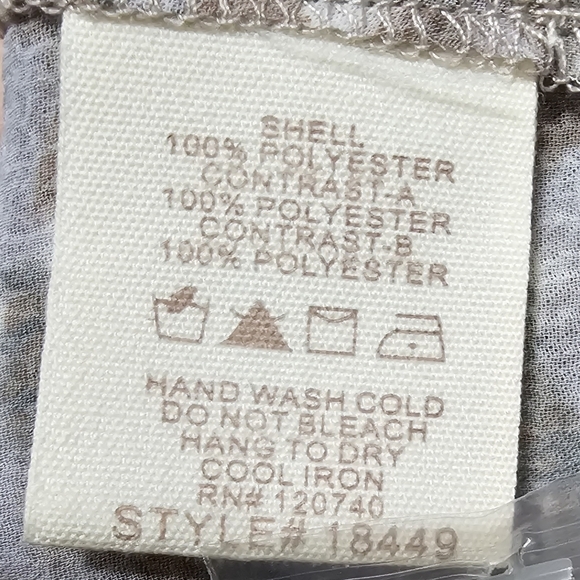 SHELL
100% POLYESTER
CONTRAST-A
100% POLYESTER
CONTRAST-B
100% POLYESTER
HAND WASH COLD
DO NOT BLEACH
HANG TO DRY
COOL IRON
RN# 120740
STYLE# 18449